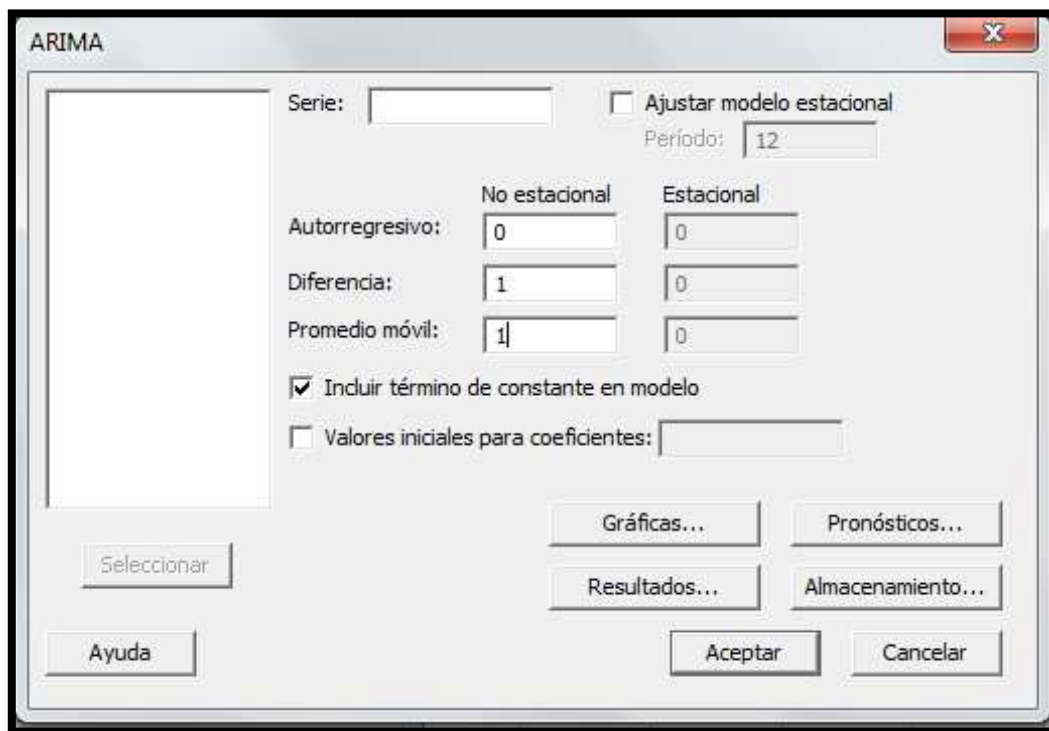 ARIMA
X
Serie:
Ajustar modelo estacional
Período: 12
No estacional Estacional
Autorregresivo: 0 0
Diferencia: 1 0
Promedio móvil: 1 0
Incluir término de constante en modelo
Valores iniciales para coeficientes:
Gráficas... Pronósticos...
Seleccionar
Resultados... Almacenamiento...
Ayuda Aceptar Cancelar